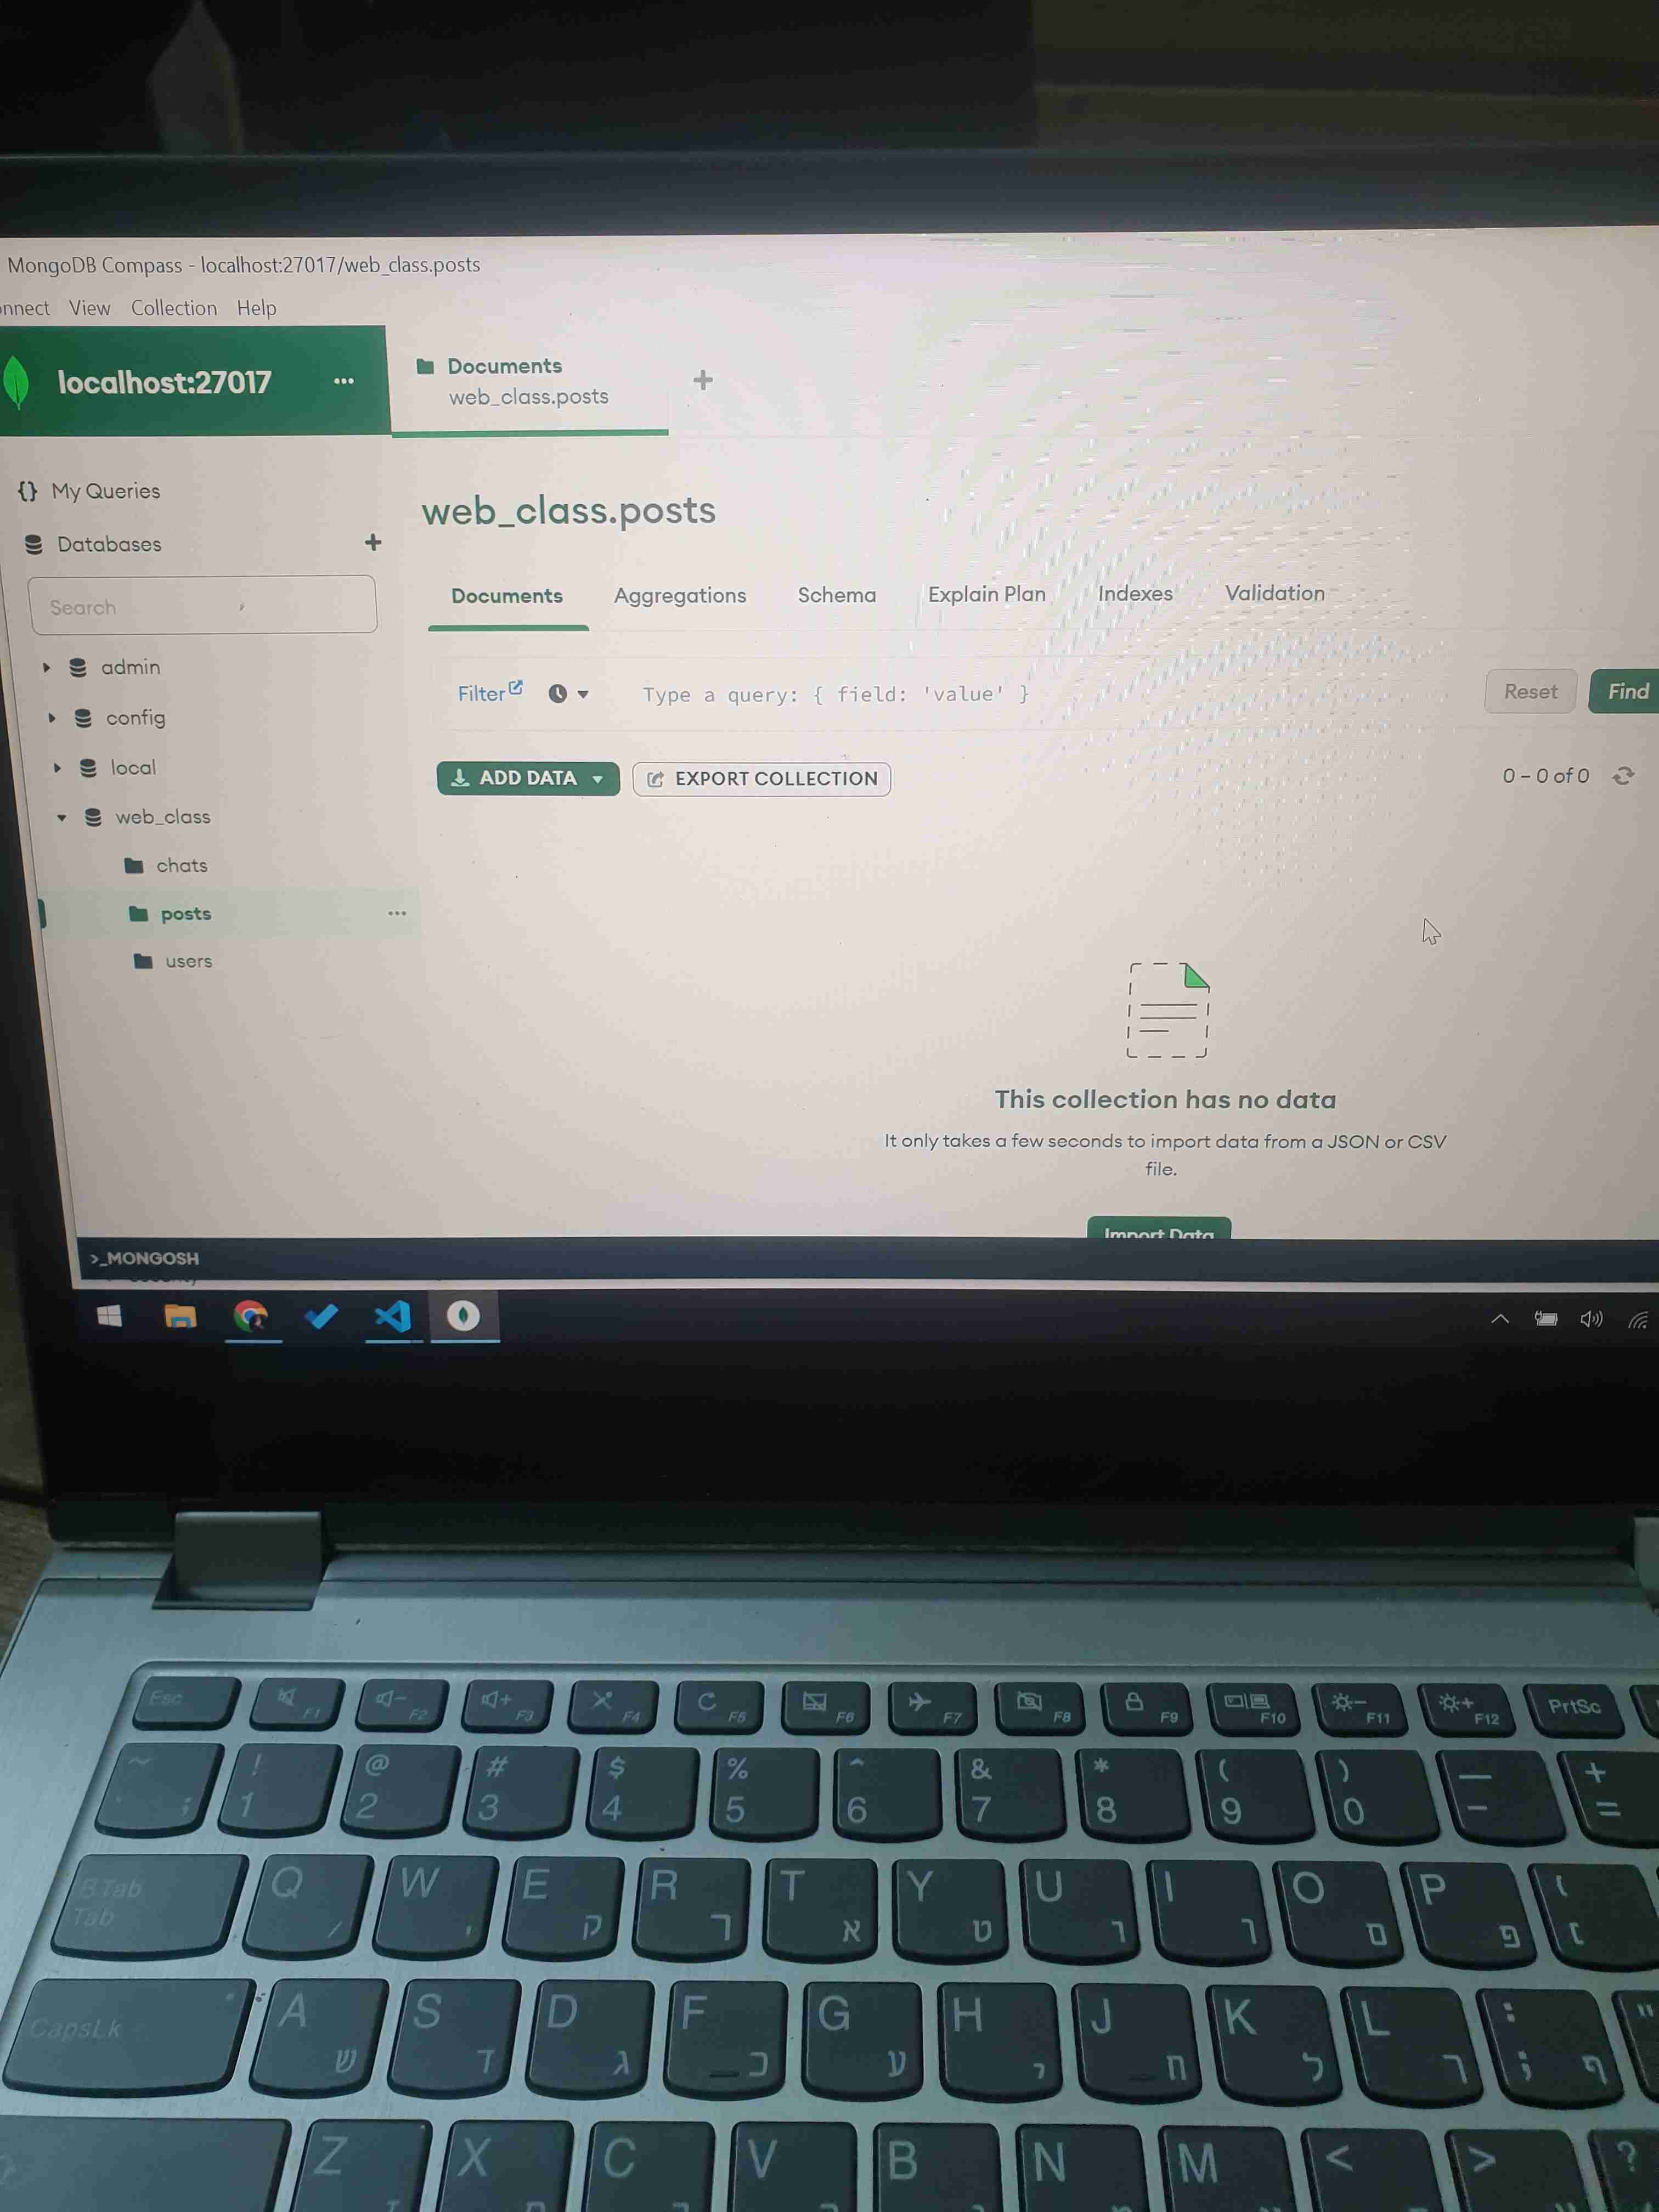 MongoDB Compass - localhost:27017/web_class.posts
nnect View Collection Help
localhost:27017 ...
Documents
web_class.posts
+
{} My Queries
Databases +
Search
admin
config
local
web_class
chats
posts ...
users
web_class.posts
Documents Aggregations Schema Explain Plan Indexes Validation
Filter Type a query: { field: 'value' } Reset Find
ADD DATA EXPORT COLLECTION 0 – 0 of 0
This collection has no data
It only takes a few seconds to import data from a JSON or CSV
file.
Import Data
>_MONGOSH
Esc F1 F2 F3 F4 F5 F6 F7 F8 F9 F10 F11 F12 PrtSc
~ ! @ # $ % ^ & * ( ) — +
; 1 2 3 4 5 6 7 8 9 0 - =
Tab Q W E R T Y U I O P
/ ' ק ר א ט ו ן ם פ
CapsLk A S D F G H J K L : "
ש ד ג כ ע י ח ל ך ; ף
Z X C V B N M < > ?